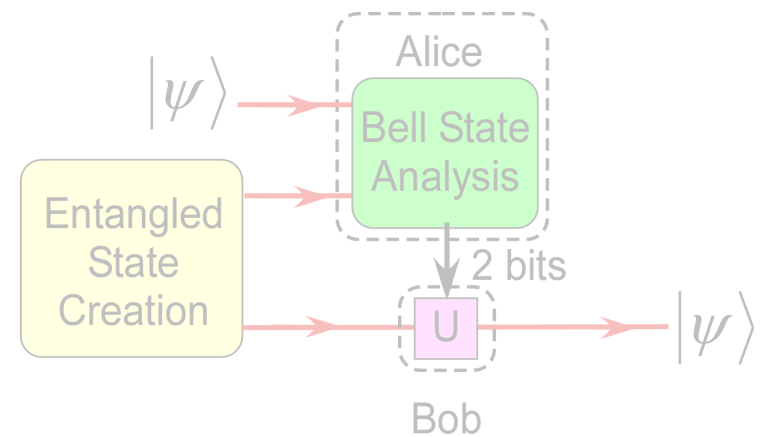 Alice
|ψ⟩
Bell State
Analysis
Entangled
State
Creation
2 bits
U
|ψ⟩
Bob